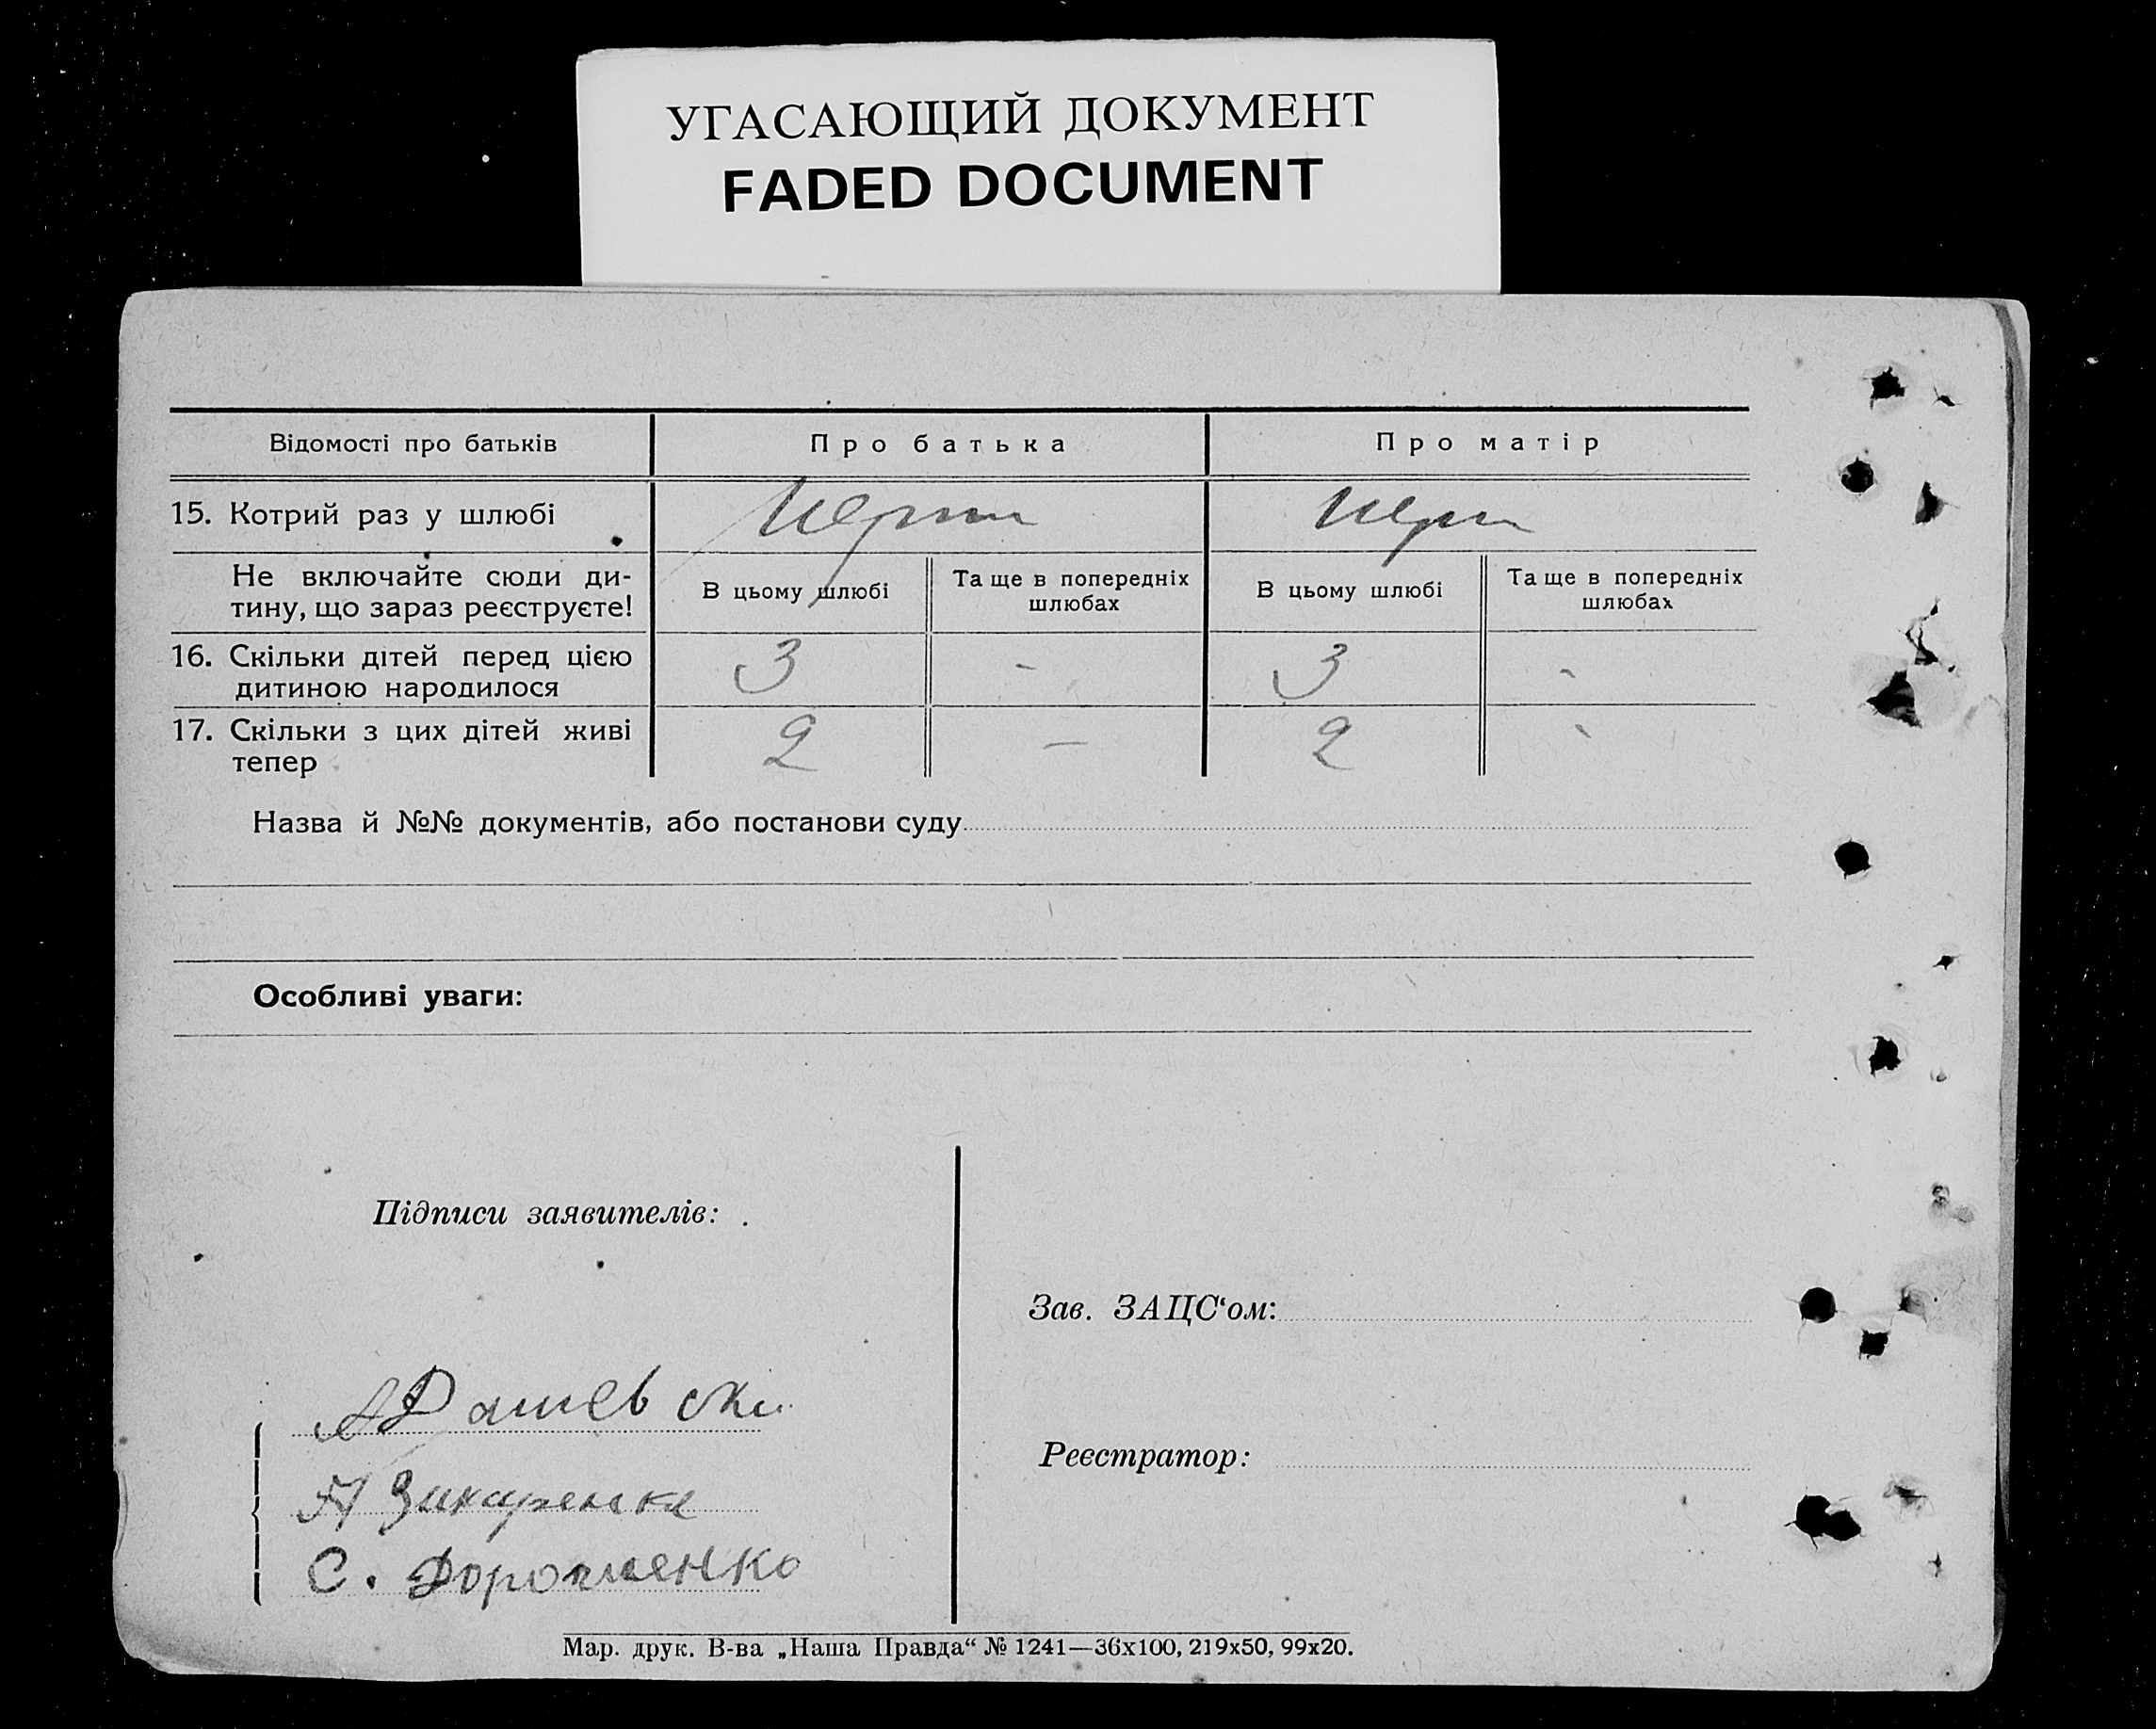 УГАСАЮЩИЙ ДОКУМЕНТ
FADED DOCUMENT
Відомості про батьків Про батька Про матір
15. Котрий раз у шлюбі
Не включайте сюди ди-
тину, що зараз реєструєте!
В цьому шлюбі
Та ще в попередніх
шлюбах
В цьому шлюбі
Та ще в попередніх
шлюбах
16. Скільки дітей перед цією
дитиною народилося
3 - 3 -
17. Скільки з цих дітей живі
тепер
2 — 2 -
Назва й №№ документів, або постанови суду
Особливі уваги:
Підписи заявителів:
Зав. ЗАЦС‘ом:
Реєстратор:
С. Дорошенко
Мар. друк. В-ва „Наша Правда“ № 1241—36х100, 219х50, 99х20.